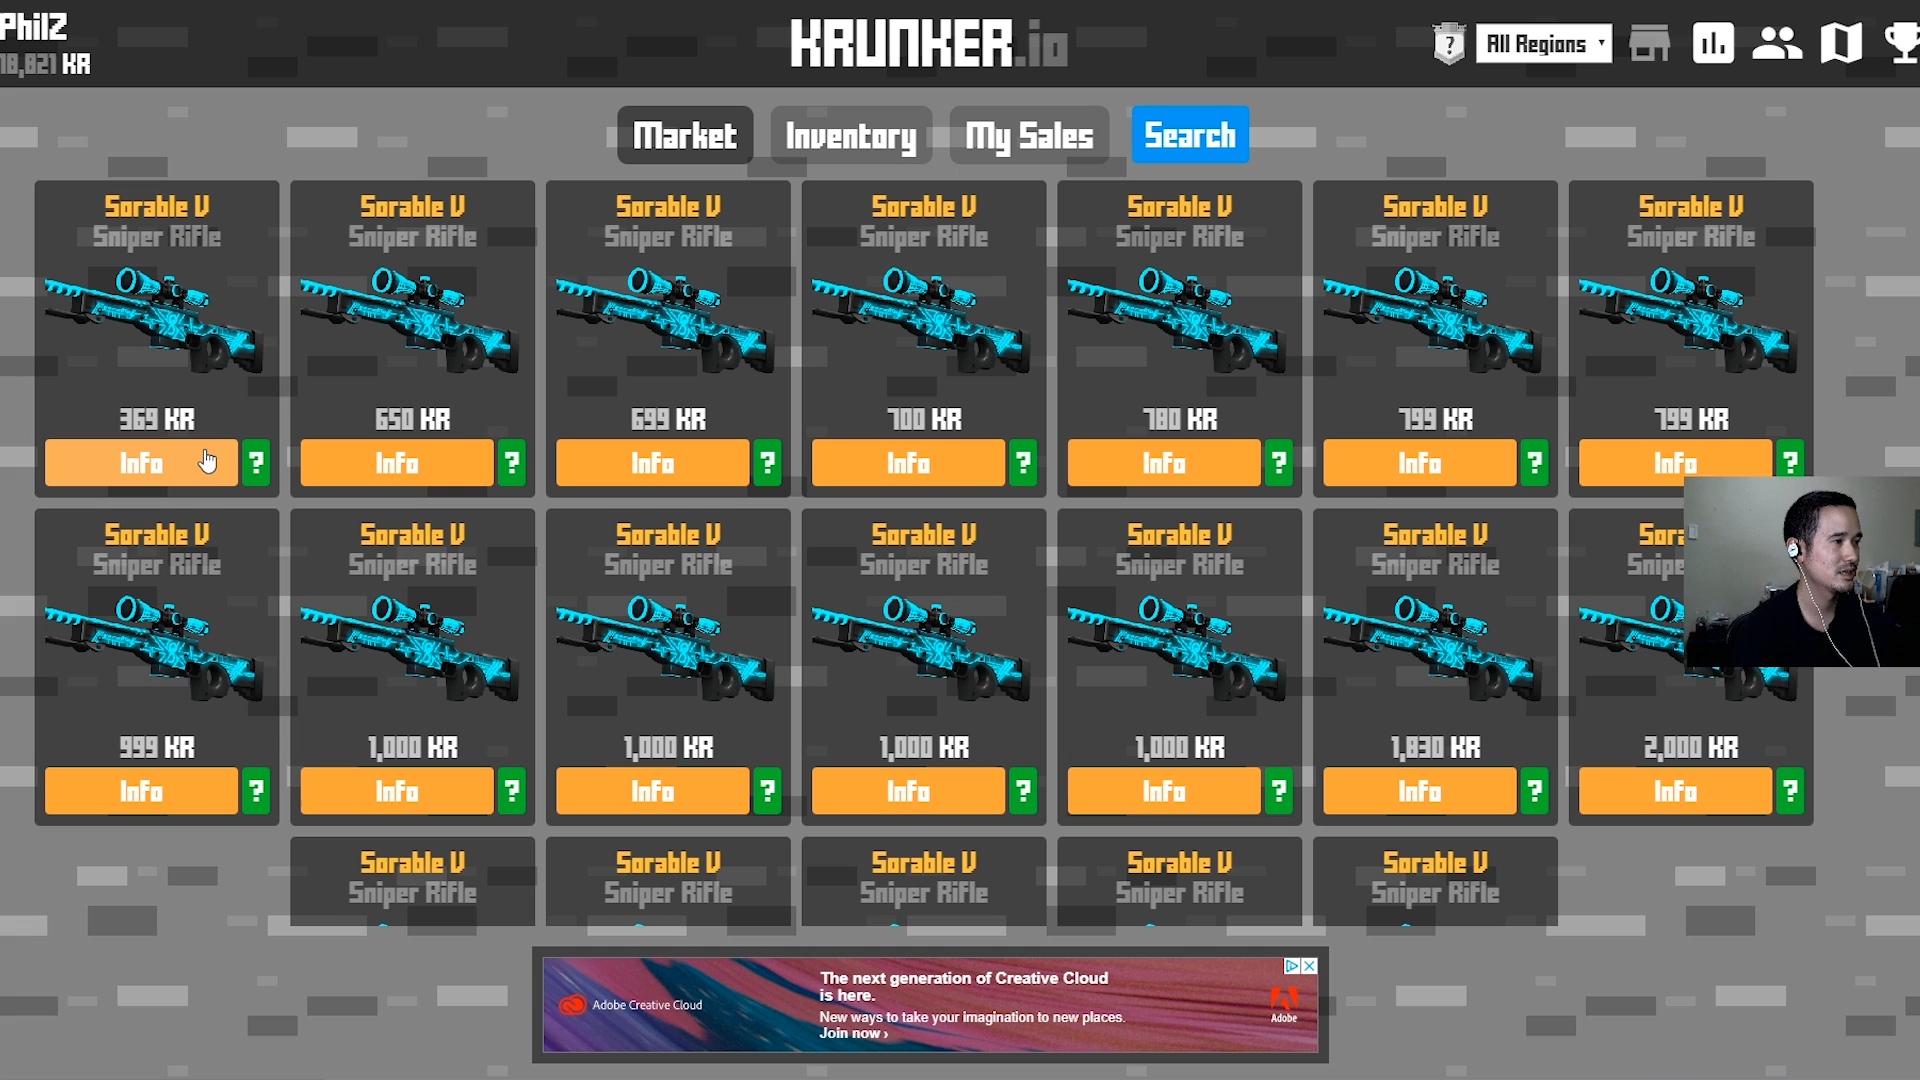 PhilZ
KRUNKER.io
?
All Regions
KR
Market
Inventory
My Sales
Search
Sorable V
Sniper Rifle
369 KR
Info
?
Sorable V
Sniper Rifle
650 KR
Info
?
Sorable V
Sniper Rifle
699 KR
Info
?
Sorable V
Sniper Rifle
700 KR
Info
?
Sorable V
Sniper Rifle
780 KR
Info
?
Sorable V
Sniper Rifle
799 KR
Info
?
Sorable V
Sniper Rifle
799 KR
Info
?
Sorable V
Sniper Rifle
999 KR
Info
?
Sorable V
Sniper Rifle
1,000 KR
Info
?
Sorable V
Sniper Rifle
1,000 KR
Info
?
Sorable V
Sniper Rifle
1,000 KR
Info
?
Sorable V
Sniper Rifle
1,000 KR
Info
?
Sorable V
Sniper Rifle
1,830 KR
Info
?
2,000 KR
Info
?
Sorable V
Sniper Rifle
Sorable V
Sniper Rifle
Sorable V
Sniper Rifle
Sorable V
Sniper Rifle
Sorable V
Sniper Rifle
Adobe Creative Cloud
The next generation of Creative Cloud
is here.
New ways to take your imagination to new places.
Join now ›
Adobe